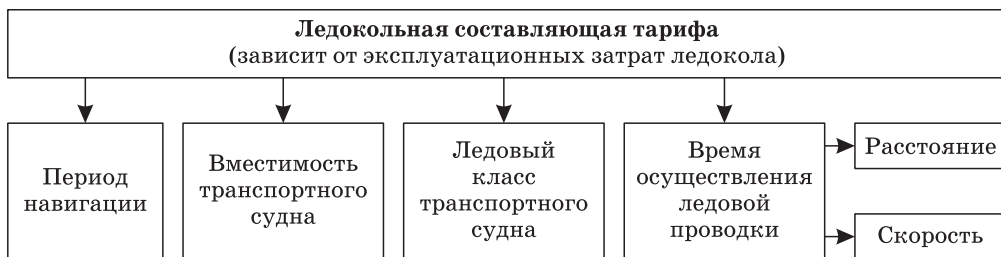 Ледокольная составляющая тарифа
(зависит от эксплуатационных затрат ледокола)
Период
навигации
Вместимость
транспортного
судна
Ледовый
класс
транспортного
судна
Время
осуществления
ледовой
проводки
Расстояние
Скорость